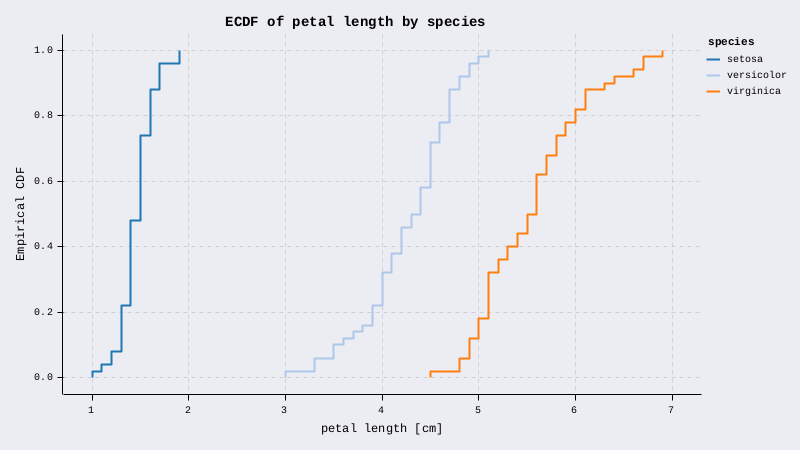 ECDF of petal length by species
species
setosa
versicolor
virginica
Empirical CDF
1.0
0.8
0.6
0.4
0.2
0.0
1 2 3 4 5 6 7
petal length [cm]